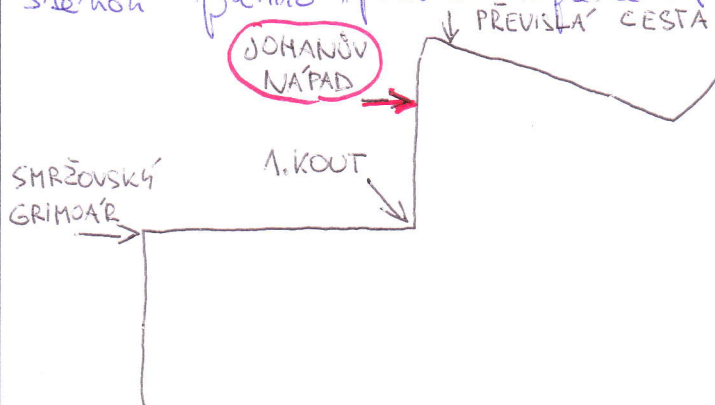 PŘEVISLÁ CESTA
JOHANŮV
NÁPAD
1. KOUT
SMRŽOVSKÝ
GRIMOÁR